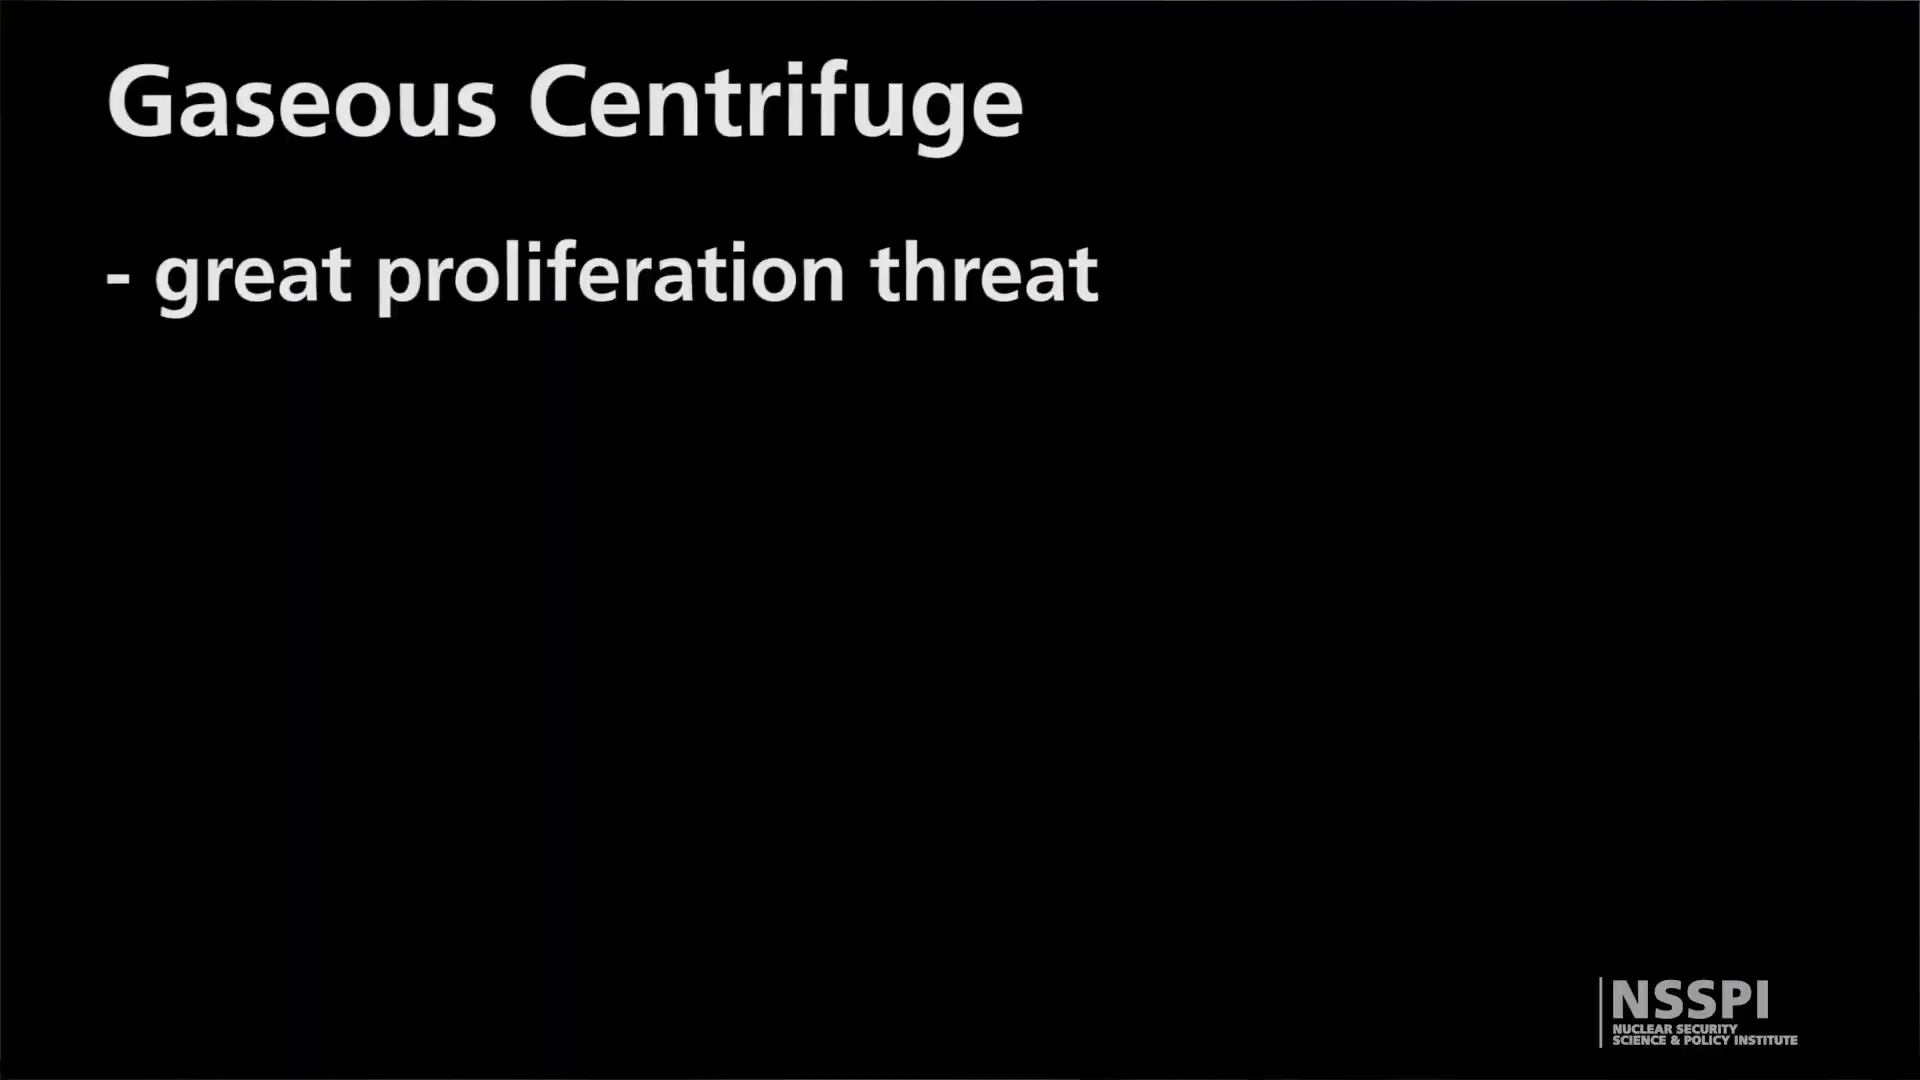 Gaseous Centrifuge
- great proliferation threat
NSSPI
NUCLEAR SECURITY
SCIENCE & POLICY INSTITUTE